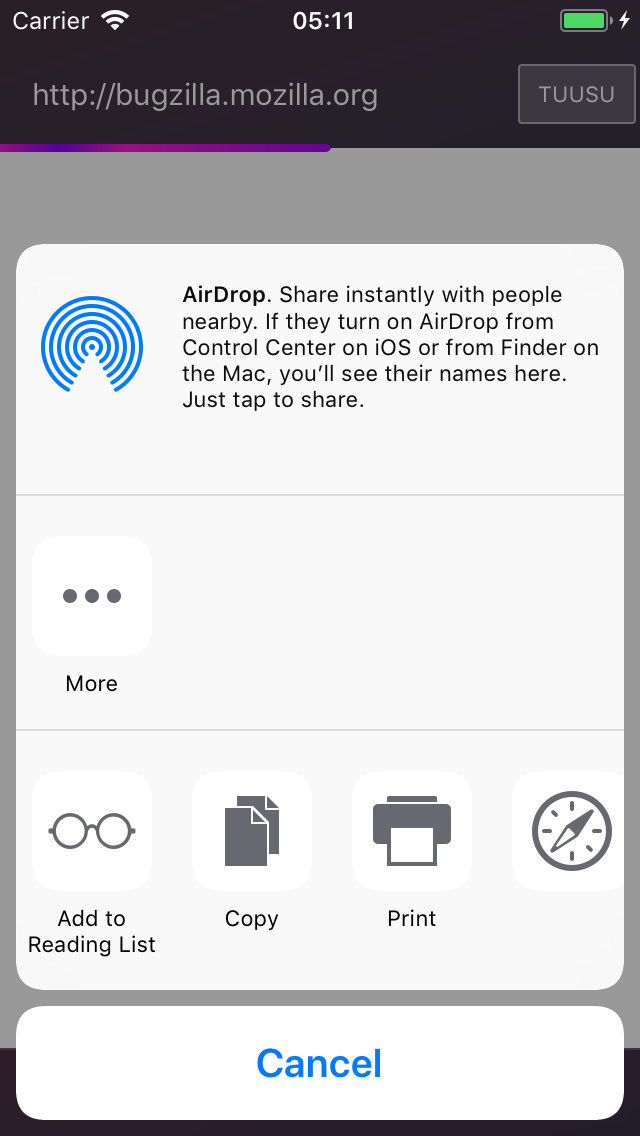 Carrier 05:11
http://bugzilla.mozilla.org TUUSU
AirDrop. Share instantly with people
nearby. If they turn on AirDrop from
Control Center on iOS or from Finder on
the Mac, you’ll see their names here.
Just tap to share.
More
Add to
Reading List
Copy
Print
Cancel